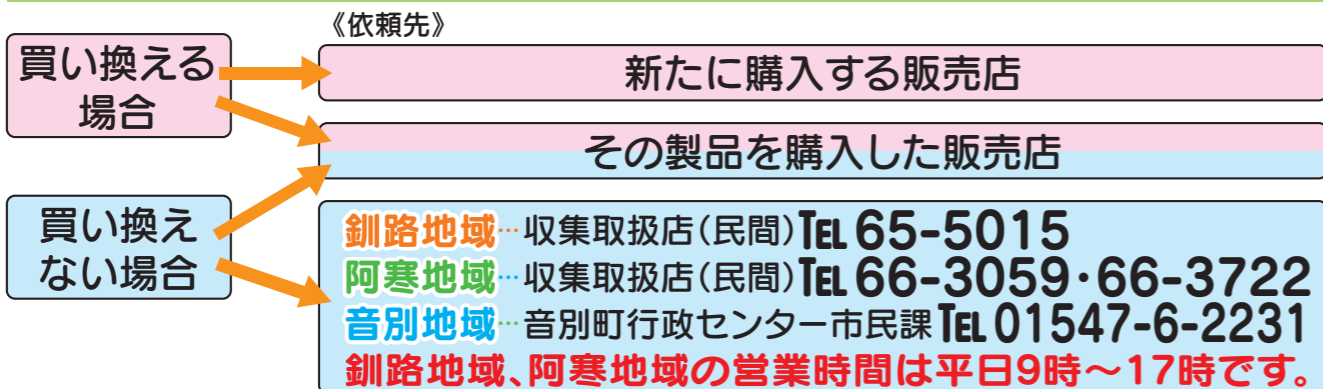 《依頼先》
買い換える
場合
新たに購入する販売店
その製品を購入した販売店
買い換え
ない場合
釧路地域…収集取扱店(民間)TEL 65-5015
阿寒地域…収集取扱店(民間)TEL 66-3059・66-3722
音別地域…音別町行政センター市民課TEL 01547-6-2231
釧路地域、阿寒地域の営業時間は平日9時〜17時です。